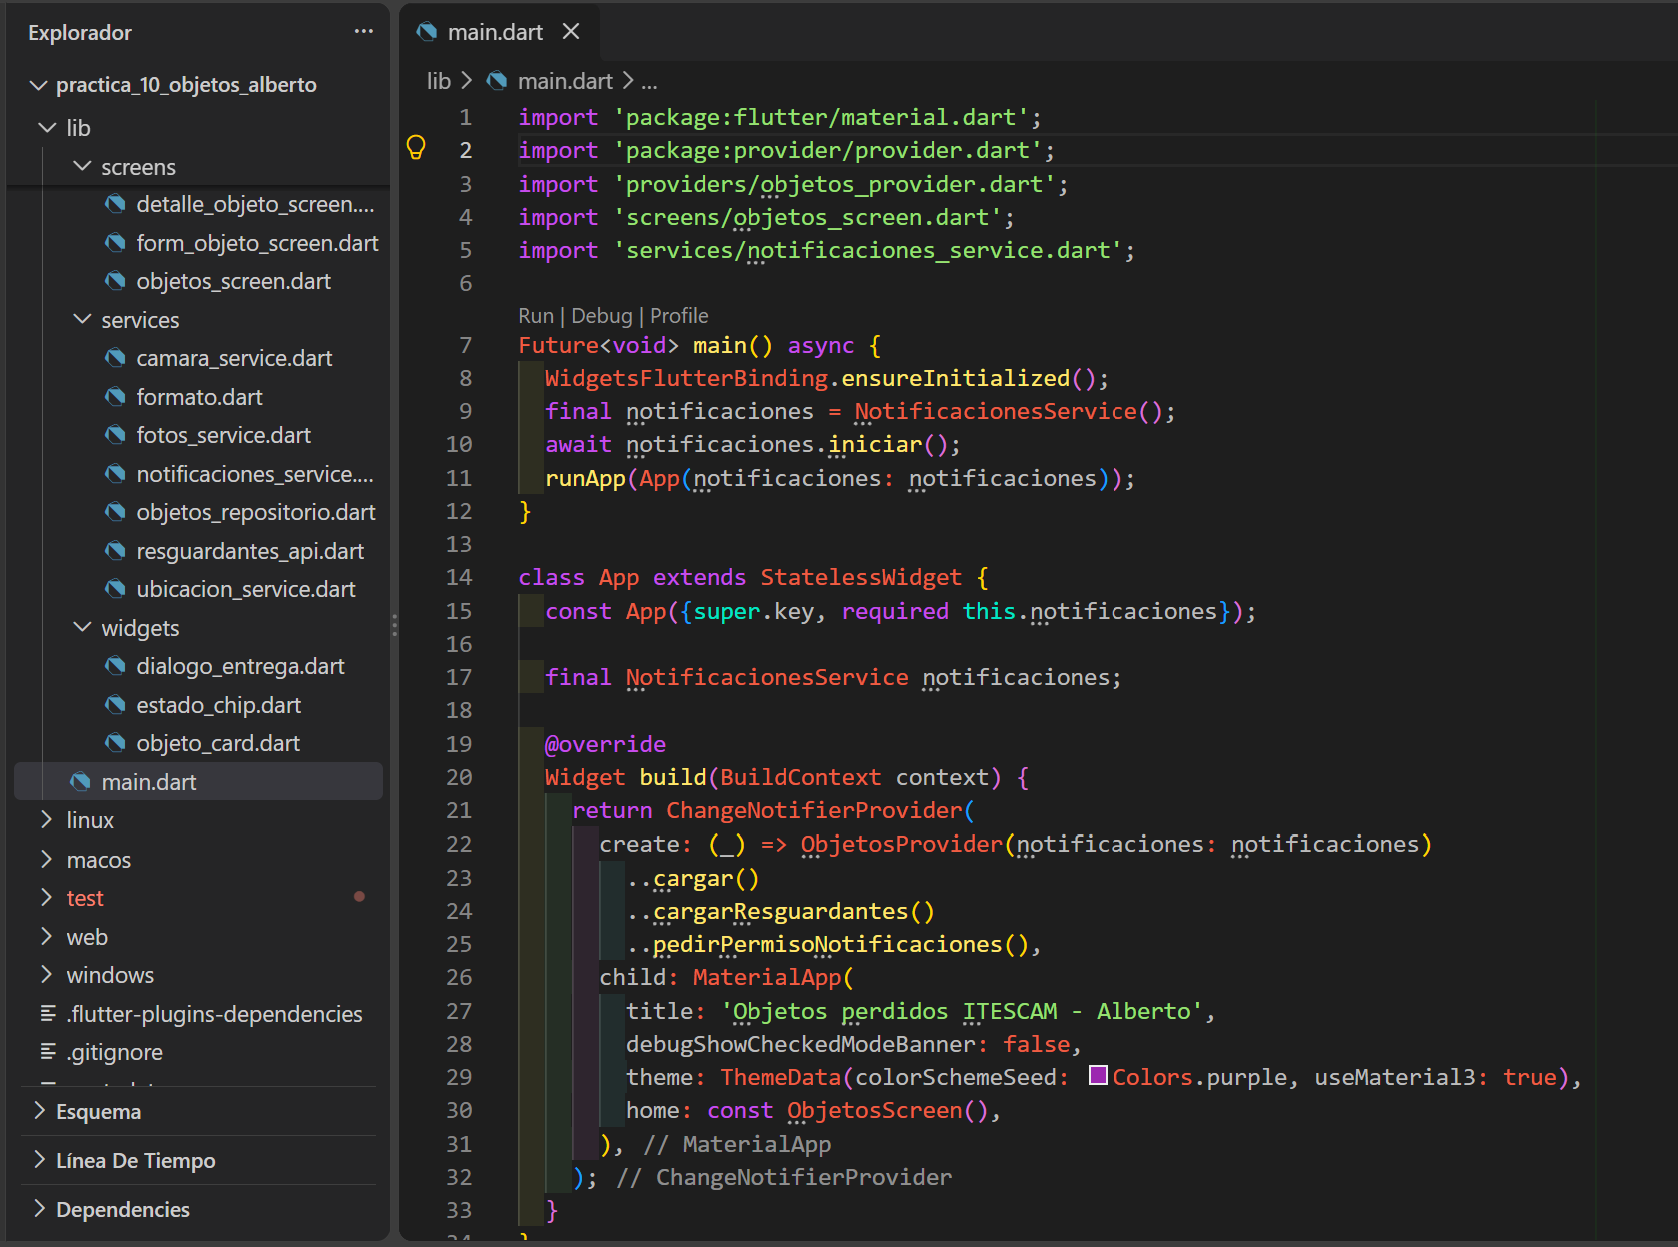 Explorador
practica_10_objetos_alberto
lib
screens
detalle_objeto_screen....
form_objeto_screen.dart
objetos_screen.dart
services
camara_service.dart
formato.dart
fotos_service.dart
notificaciones_service....
objetos_repositorio.dart
resguardantes_api.dart
ubicacion_service.dart
widgets
dialogo_entrega.dart
estado_chip.dart
objeto_card.dart
main.dart
linux
macos
test
web
windows
.flutter-plugins-dependencies
.gitignore
Esquema
Línea De Tiempo
Dependencies
main.dart
lib > main.dart > ...
1 import 'package:flutter/material.dart';
2 import 'package:provider/provider.dart';
3 import 'providers/objetos_provider.dart';
4 import 'screens/objetos_screen.dart';
5 import 'services/notificaciones_service.dart';
6
Run | Debug | Profile
7 Future<void> main() async {
8 WidgetsFlutterBinding.ensureInitialized();
9 final notificaciones = NotificacionesService();
10 await notificaciones.iniciar();
11 runApp(App(notificaciones: notificaciones));
12 }
13
14 class App extends StatelessWidget {
15 const App({super.key, required this.notificaciones});
16
17 final NotificacionesService notificaciones;
18
19 @override
20 Widget build(BuildContext context) {
21 return ChangeNotifierProvider(
22 create: (_) => ObjetosProvider(notificaciones: notificaciones)
23 ..cargar()
24 ..cargarResguardantes()
25 ..pedirPermisoNotificaciones(),
26 child: MaterialApp(
27 title: 'Objetos perdidos ITESCAM - Alberto',
28 debugShowCheckedModeBanner: false,
29 theme: ThemeData(colorSchemeSeed: Colors.purple, useMaterial3: true),
30 home: const ObjetosScreen(),
31 ), // MaterialApp
32 ); // ChangeNotifierProvider
33 }